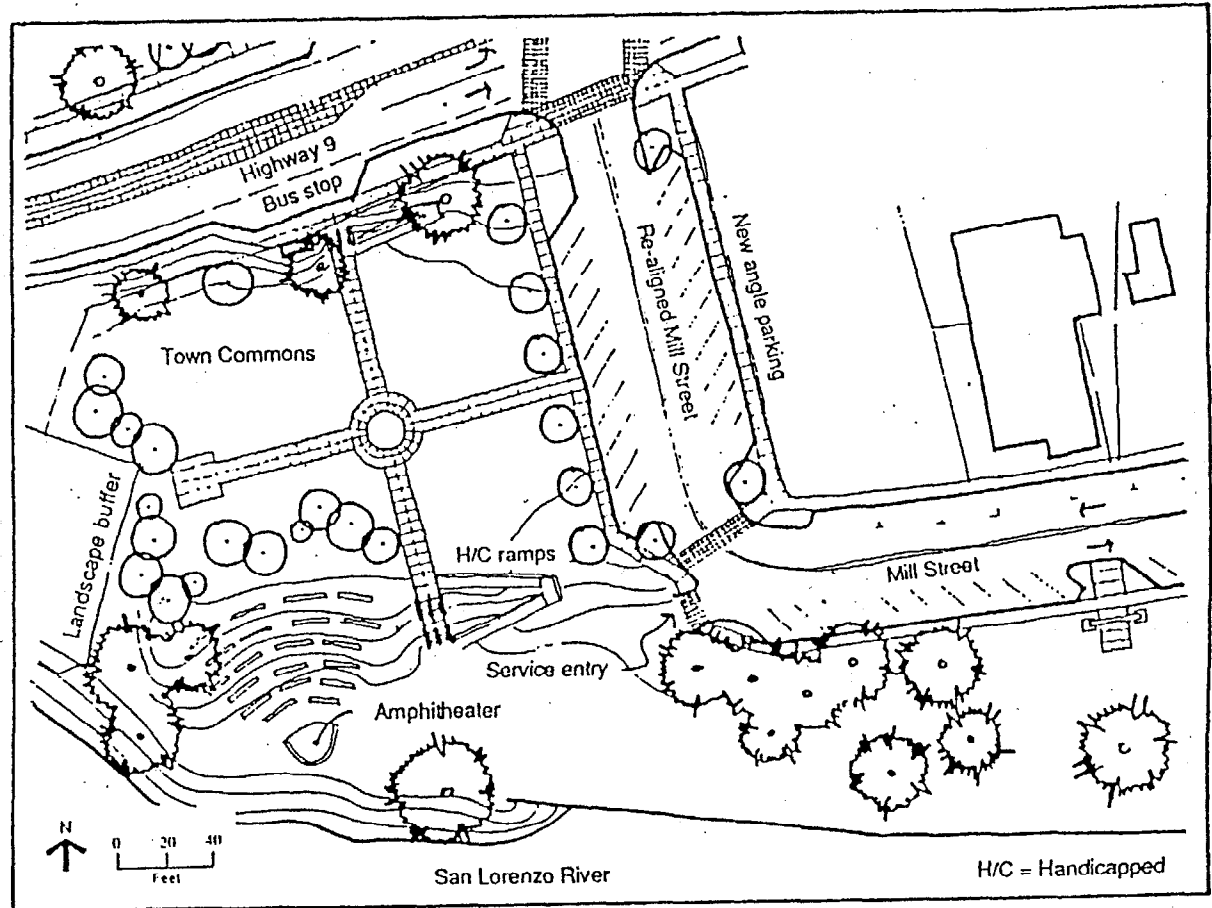 Highway 9
Bus stop
Re-aligned Mill Street
New angle parking
Town Commons
Landscape buffer
H/C ramps
Mill Street
Service entry
Amphitheater
N
0 20 40
Feet
San Lorenzo River
H/C = Handicapped